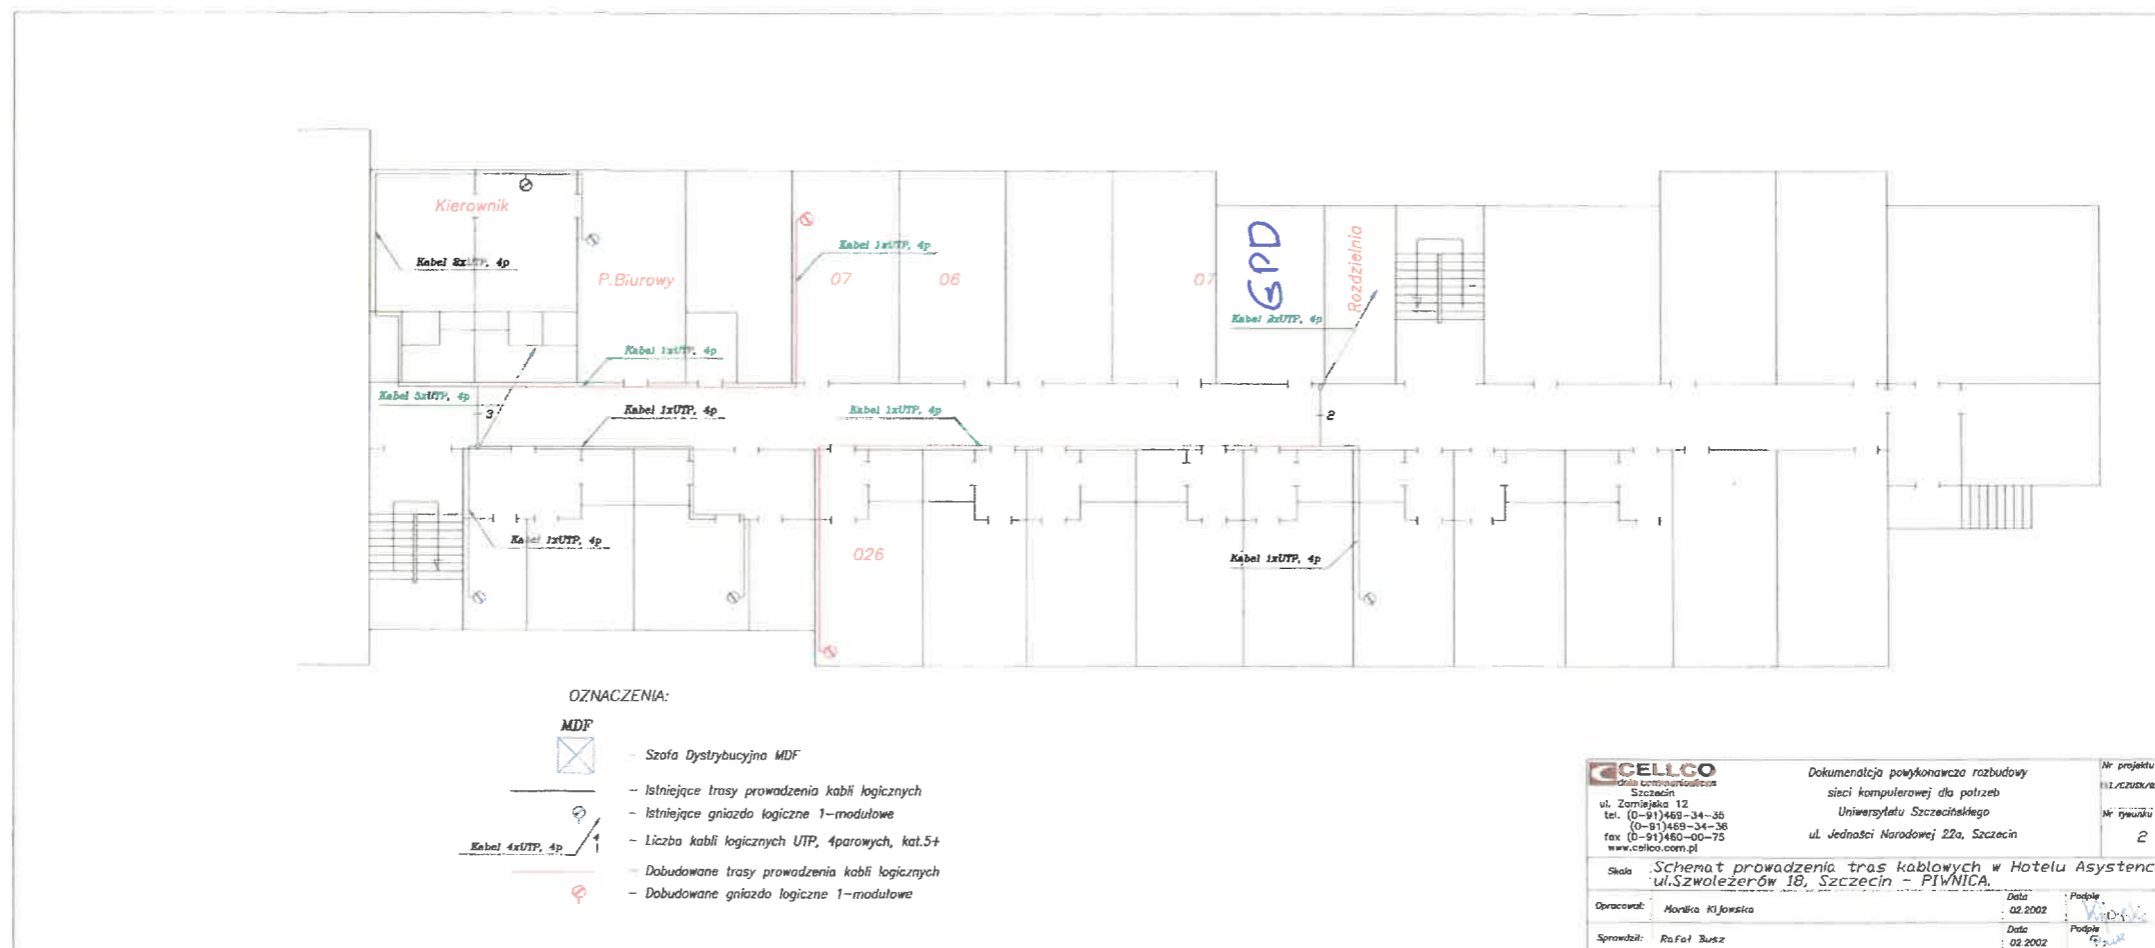 Kierownik
Kabel 1xUTP, 4p
GPD
Rozdzielnia
P.Biurowy
07
06
07
Kabel 2xUTP, 4p
Kabel 1xUTP, 4p
3
Kabel 1xUTP, 4p
Kabel 1xUTP, 4p
2
Kabel 1xUTP, 4p
026
Kabel 1xUTP, 4p
OZNACZENIA:
MDF
- Szafa Dystrybucyjna MDF
- Istniejące trasy prowadzenia kabli logicznych
- Istniejące gniazdo logiczne 1-modułowe
Kabel 4xUTP, 4p
1
- Liczba kabli logicznych UTP, 4parowych, kat.5+
- Dobudowane trasy prowadzenia kabli logicznych
- Dobudowane gniazdo logiczne 1-modułowe
CELLCO
data communications
Szczecin
ul. Zamiejska 12
tel. (0-91)469-34-35
(0-91)469-34-36
fax (0-91)460-00-75
www.cellco.com.pl
Dokumentacja powykonawcza rozbudowy
sieci komputerowej dla potrzeb
Uniwersytetu Szczecińskiego
ul. Jedności Narodowej 22a, Szczecin
Nr projektu
Nr rysunku
2
Skala
Schemat prowadzenia tras kablowych w Hotelu Asystenc
ul.Szwoleżerów 18, Szczecin - PIWNICA.
Opracował: Monika Kijowska
Data
02.2002
Podpis
Sprawdził: Rafał Busz
Data
02.2002
Podpis